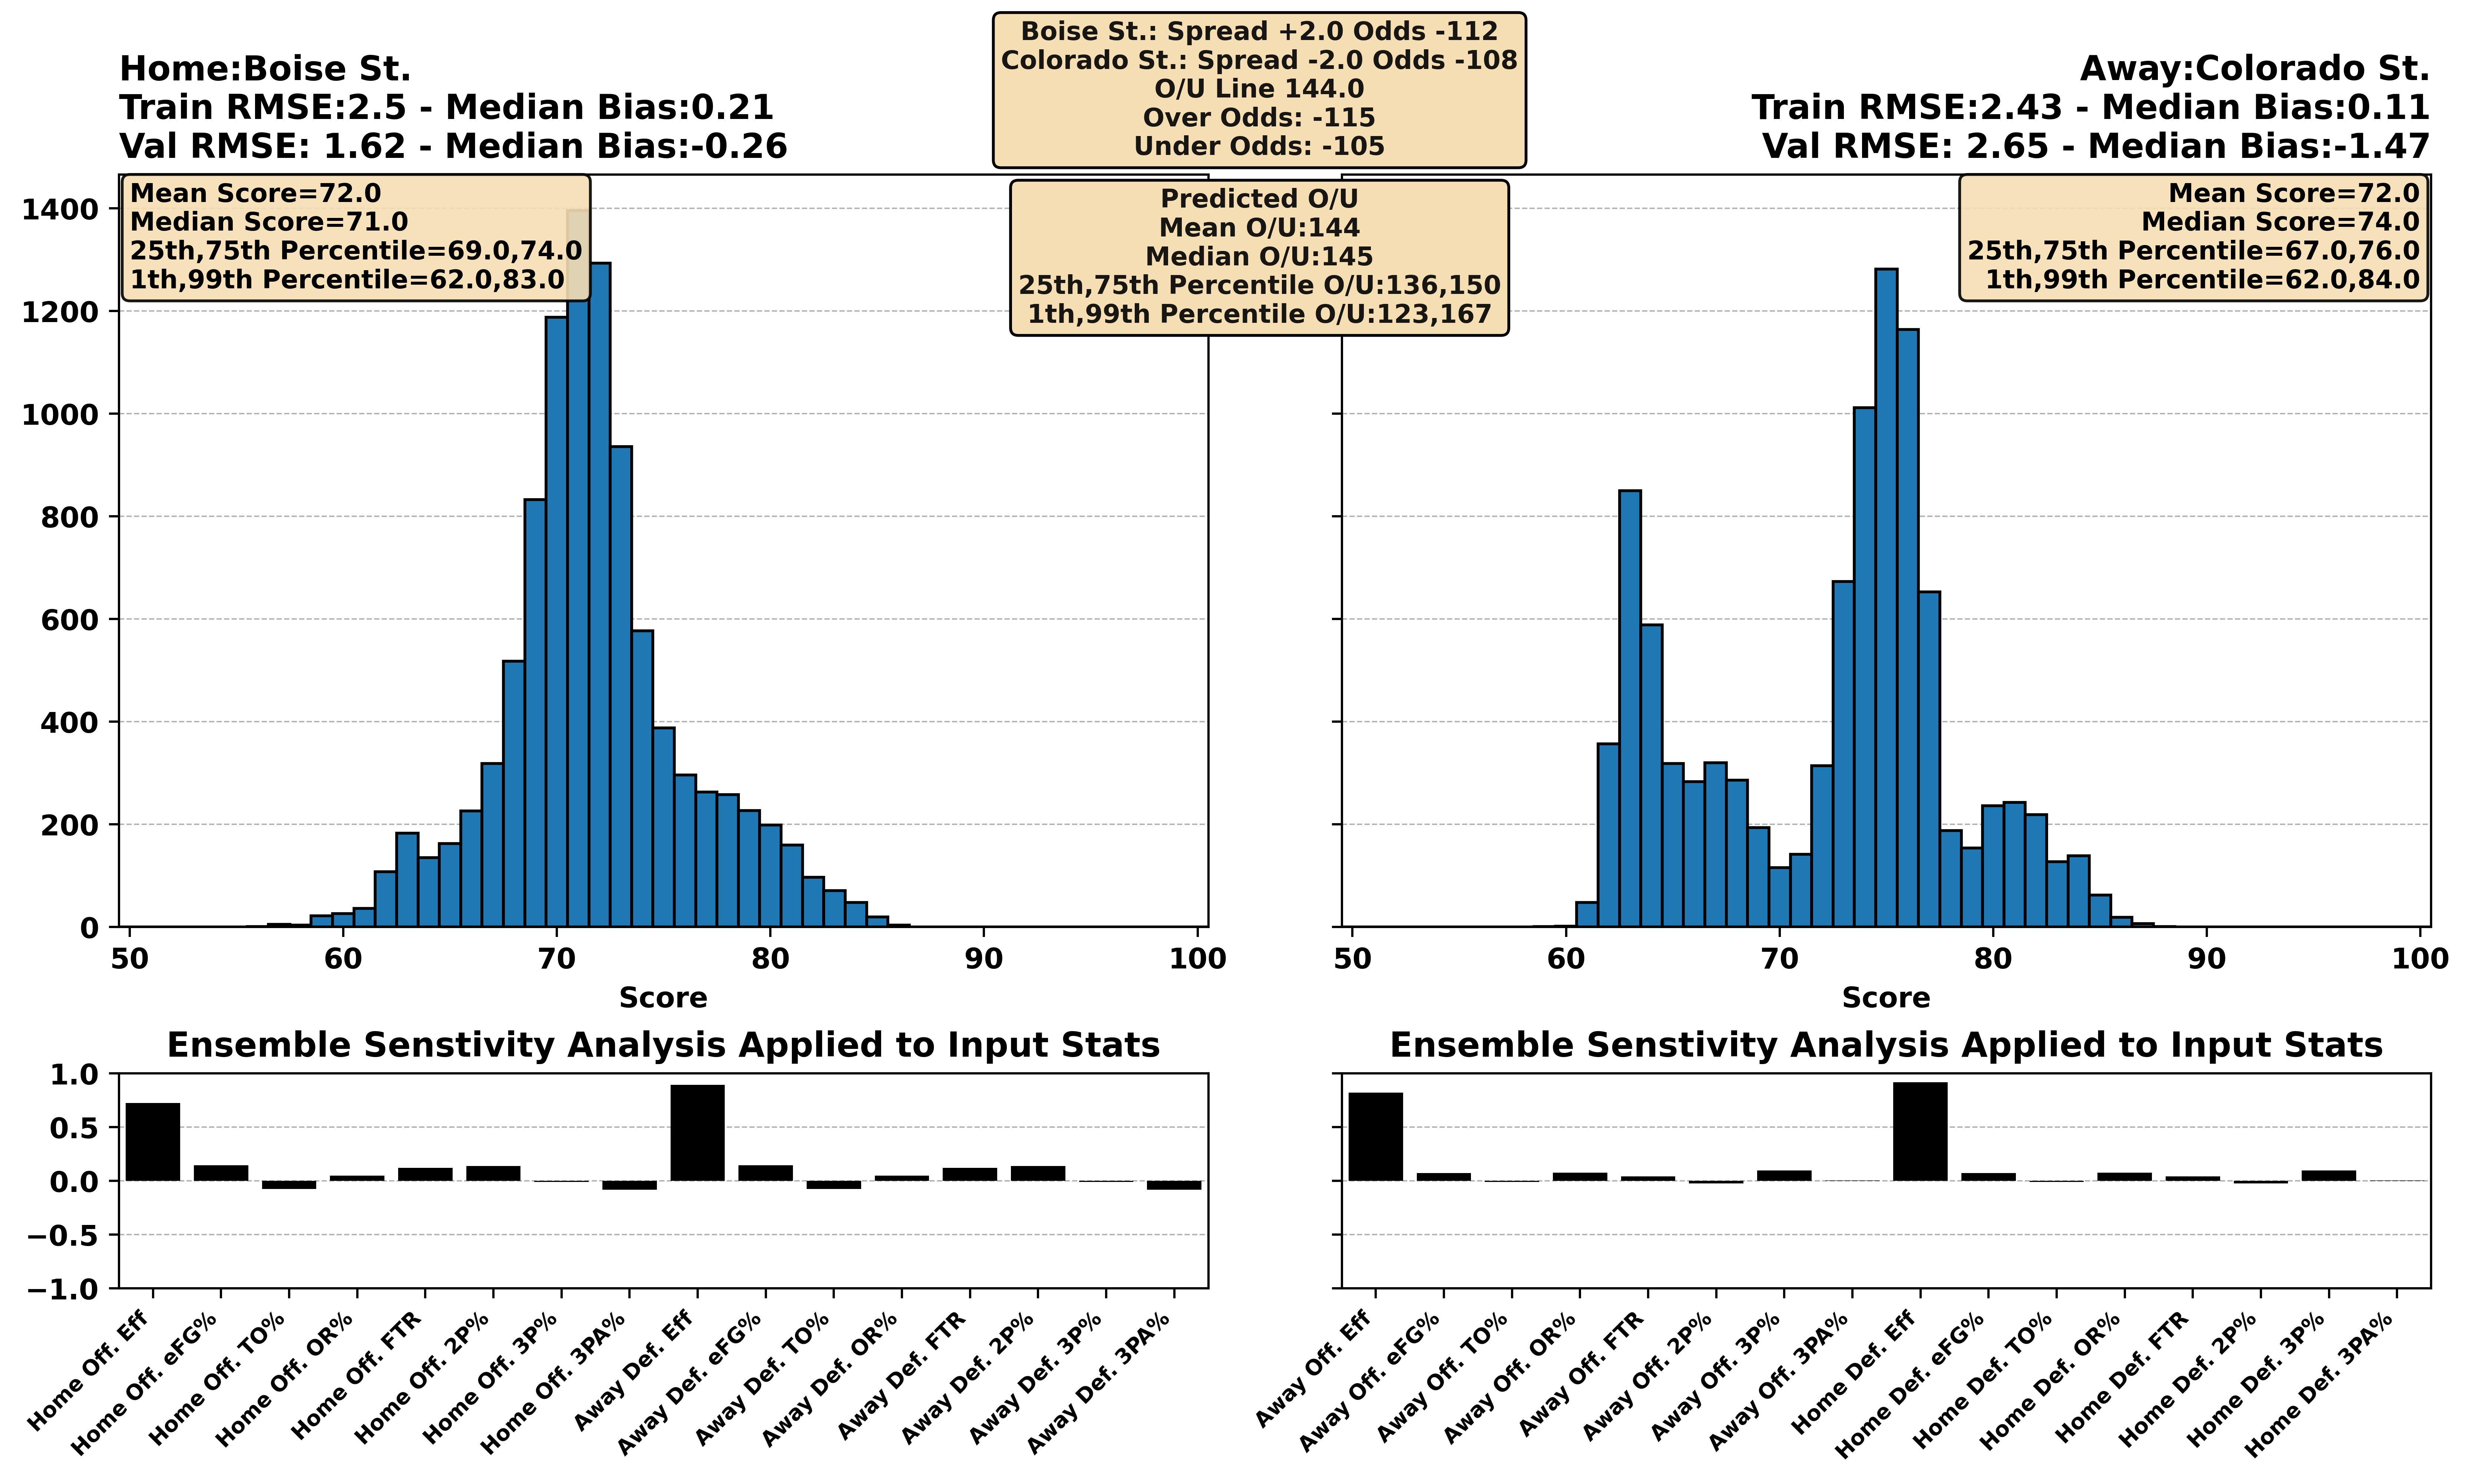 Boise St.: Spread +2.0 Odds -112
Colorado St.: Spread -2.0 Odds -108
O/U Line 144.0
Over Odds: -115
Under Odds: -105
Home:Boise St.
Train RMSE:2.5 - Median Bias:0.21
Val RMSE: 1.62 - Median Bias:-0.26
Away:Colorado St.
Train RMSE:2.43 - Median Bias:0.11
Val RMSE: 2.65 - Median Bias:-1.47
Mean Score=72.0
Median Score=71.0
25th,75th Percentile=69.0,74.0
1th,99th Percentile=62.0,83.0
Predicted O/U
Mean O/U:144
Median O/U:145
25th,75th Percentile O/U:136,150
1th,99th Percentile O/U:123,167
Mean Score=72.0
Median Score=74.0
25th,75th Percentile=67.0,76.0
1th,99th Percentile=62.0,84.0
1400
1200
1000
800
600
400
200
0
50 60 70 80 90 100
Score
50 60 70 80 90 100
Score
Ensemble Senstivity Analysis Applied to Input Stats
1.0
0.5
0.0
−0.5
−1.0
Home Off. Eff
Home Off. eFG%
Home Off. TO%
Home Off. OR%
Home Off. FTR
Home Off. 2P%
Home Off. 3P%
Home Off. 3PA%
Away Def. Eff
Away Def. eFG%
Away Def. TO%
Away Def. OR%
Away Def. FTR
Away Def. 2P%
Away Def. 3P%
Away Def. 3PA%
Ensemble Senstivity Analysis Applied to Input Stats
Away Off. Eff
Away Off. eFG%
Away Off. TO%
Away Off. OR%
Away Off. FTR
Away Off. 2P%
Away Off. 3P%
Away Off. 3PA%
Home Def. Eff
Home Def. eFG%
Home Def. TO%
Home Def. OR%
Home Def. FTR
Home Def. 2P%
Home Def. 3P%
Home Def. 3PA%